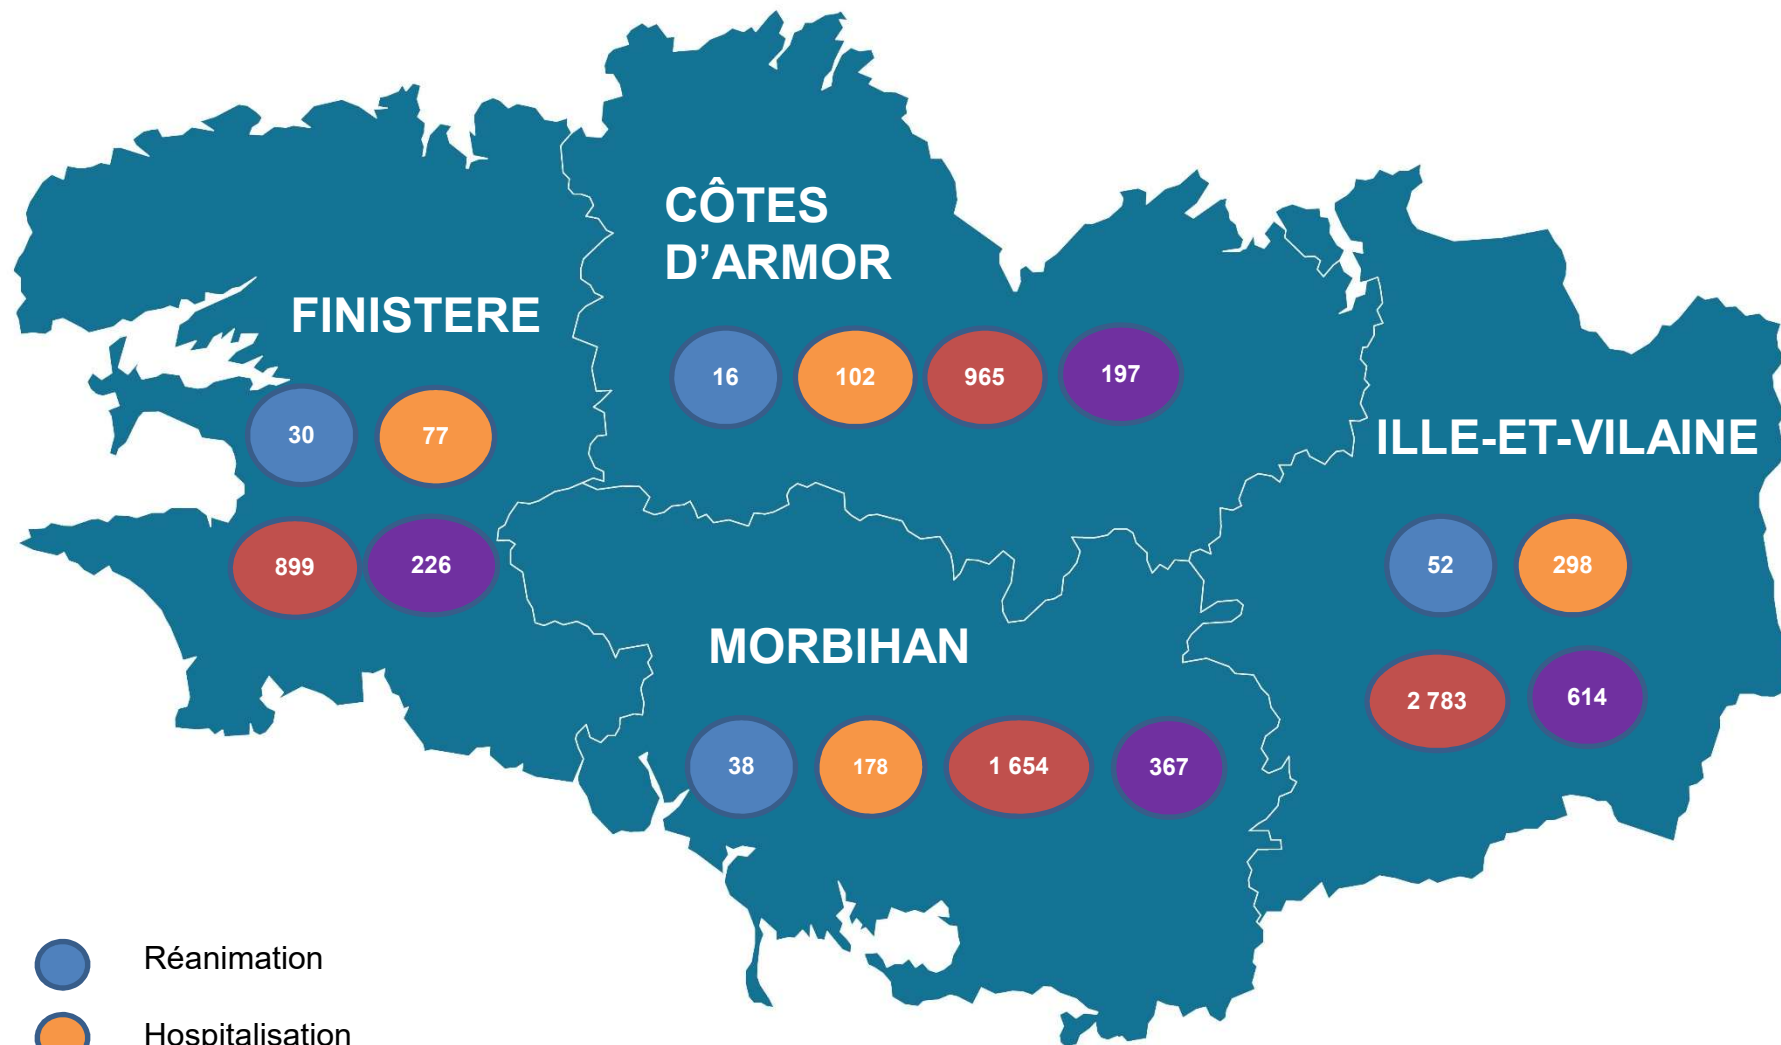 CÔTES
D’ARMOR
16 102 965 197
FINISTERE
30 77
899 226
ILLE-ET-VILAINE
52 298
2 783 614
MORBIHAN
38 178 1 654 367
Réanimation
Hospitalisation